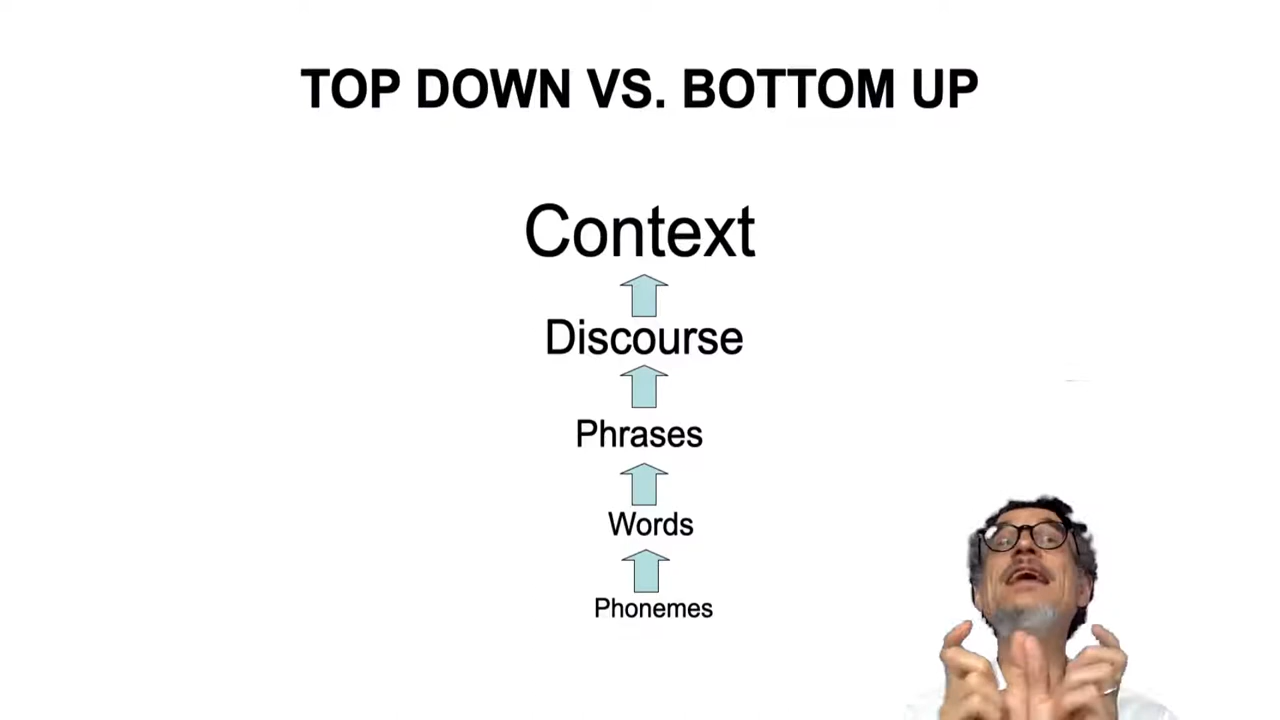 TOP DOWN VS. BOTTOM UP
Context
Discourse
Phrases
Words
Phonemes